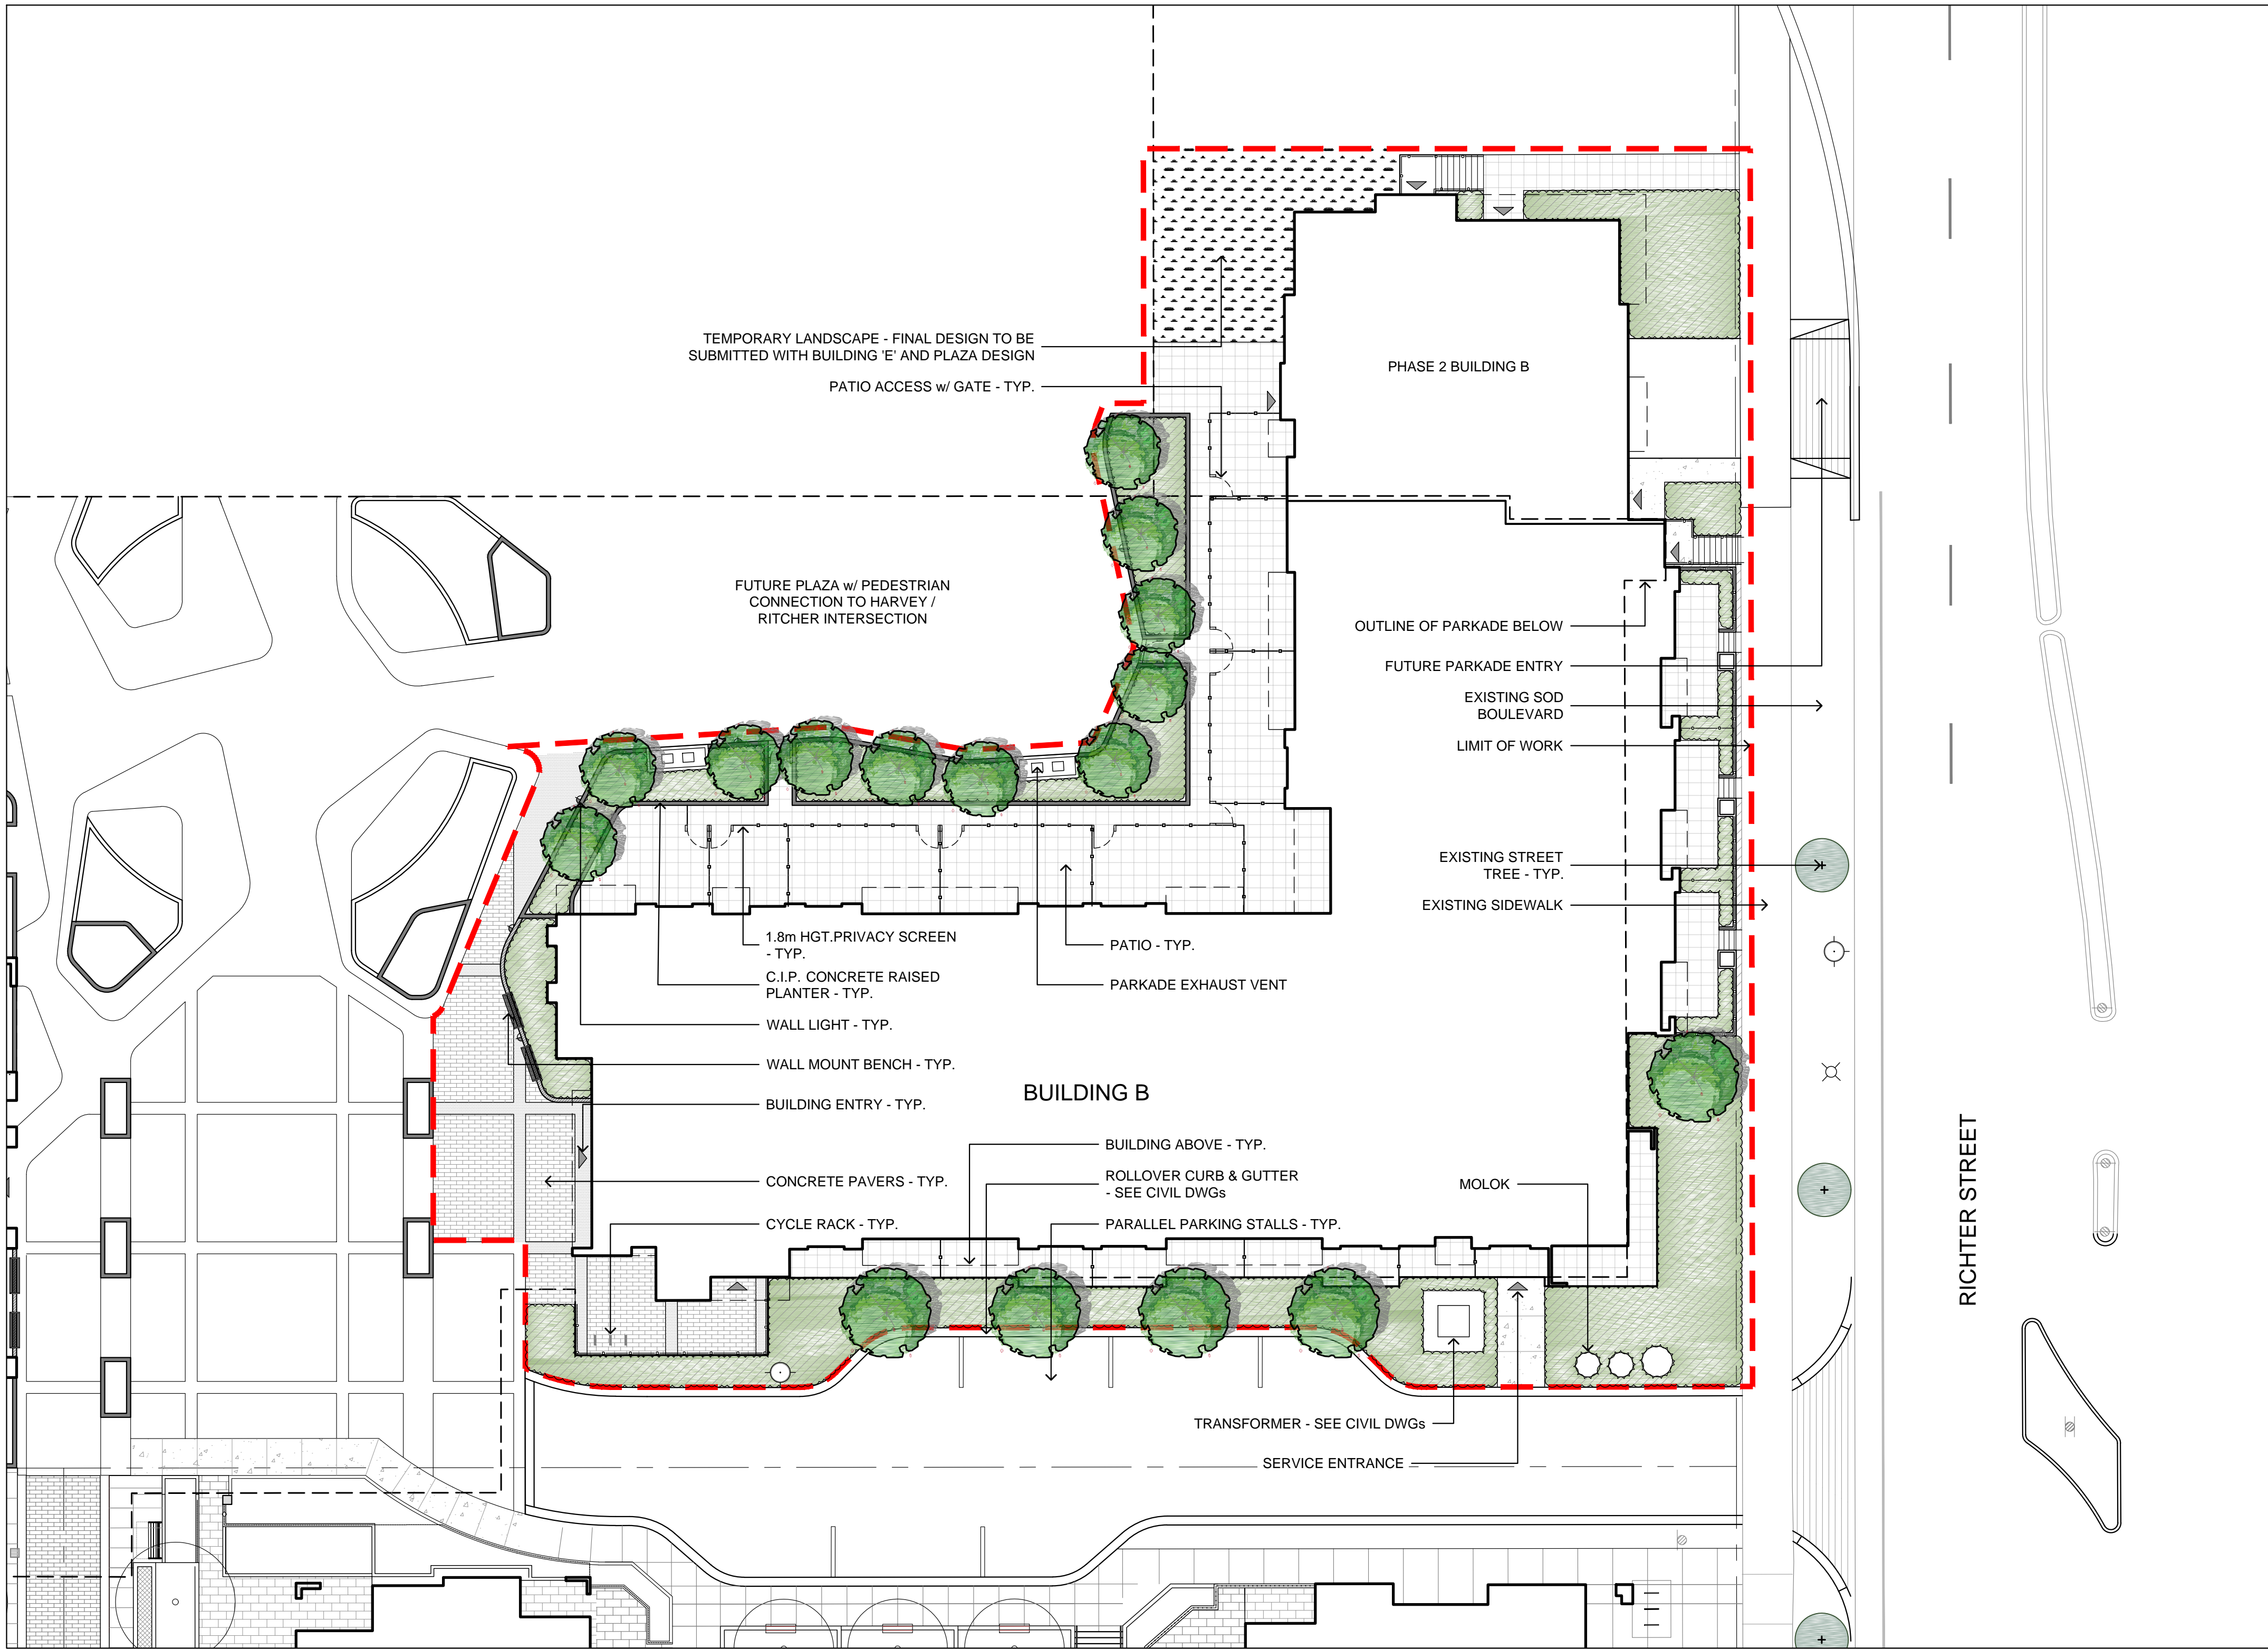 TEMPORARY LANDSCAPE - FINAL DESIGN TO BE
SUBMITTED WITH BUILDING 'E' AND PLAZA DESIGN
PATIO ACCESS w/ GATE - TYP.
PHASE 2 BUILDING B
FUTURE PLAZA w/ PEDESTRIAN
CONNECTION TO HARVEY /
RITCHER INTERSECTION
OUTLINE OF PARKADE BELOW
FUTURE PARKADE ENTRY
EXISTING SOD
BOULEVARD
LIMIT OF WORK
EXISTING STREET
TREE - TYP.
EXISTING SIDEWALK
1.8m HGT.PRIVACY SCREEN
- TYP.
C.I.P. CONCRETE RAISED
PLANTER - TYP.
WALL LIGHT - TYP.
WALL MOUNT BENCH - TYP.
BUILDING ENTRY - TYP.
CONCRETE PAVERS - TYP.
CYCLE RACK - TYP.
PATIO - TYP.
PARKADE EXHAUST VENT
BUILDING B
BUILDING ABOVE - TYP.
ROLLOVER CURB & GUTTER
- SEE CIVIL DWGs
PARALLEL PARKING STALLS - TYP.
MOLOK
TRANSFORMER - SEE CIVIL DWGs
SERVICE ENTRANCE
RICHTER STREET